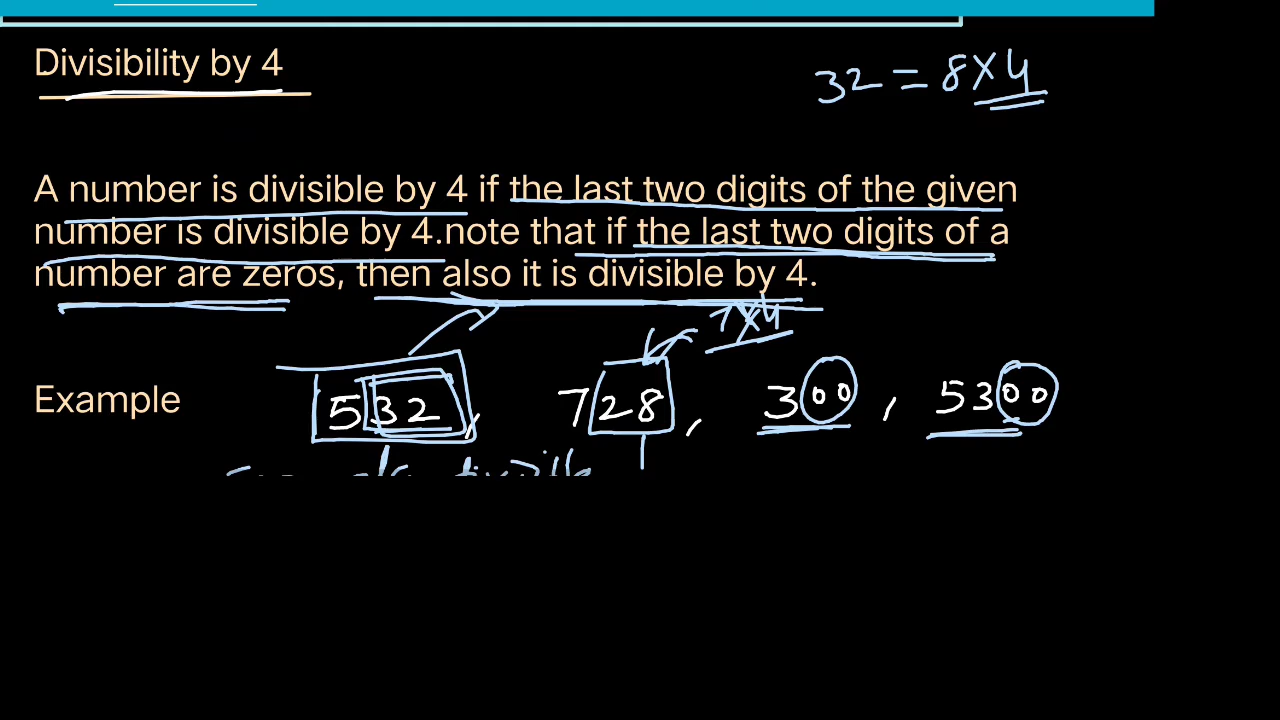 Divisibility by 4
32 = 8×4
A number is divisible by 4 if the last two digits of the given
number is divisible by 4.note that if the last two digits of a
number are zeros, then also it is divisible by 4.
7×4
Example 532, 728, 300, 5300